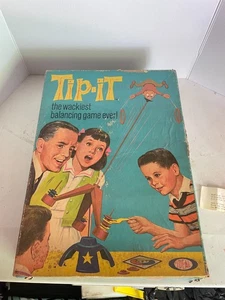 TIP-IT
the wackiest
balancing game ever!